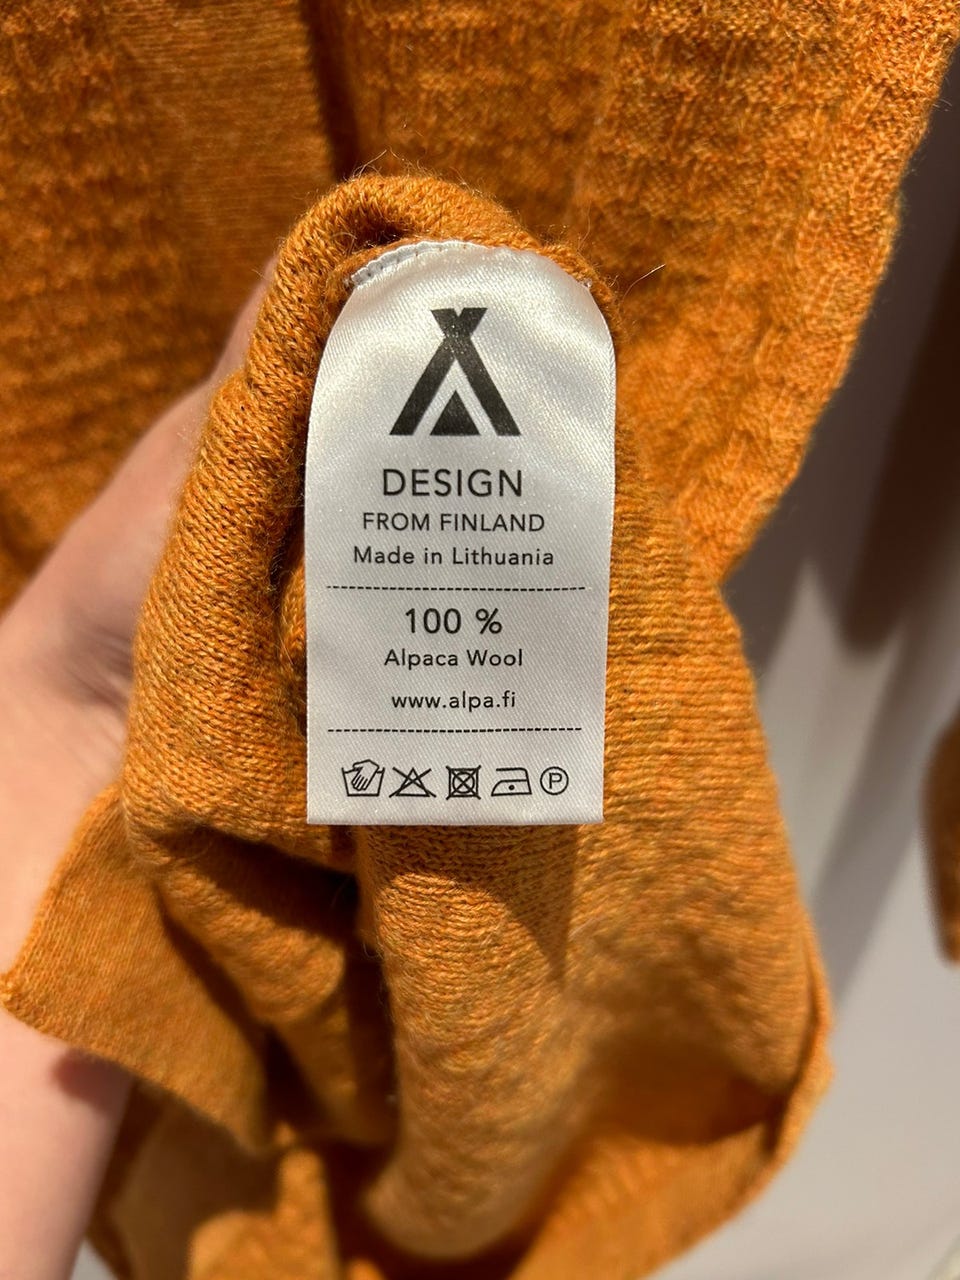 DESIGN
FROM FINLAND
Made in Lithuania
100 %
Alpaca Wool
www.alpa.fi
P